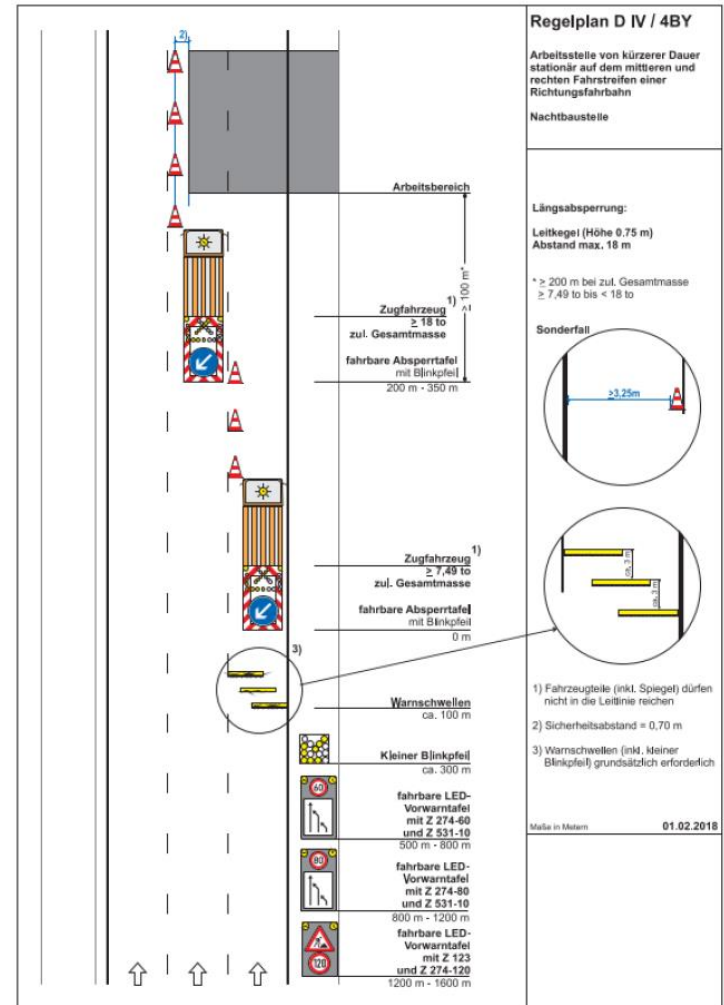 Regelplan D IV / 4BY
Arbeitsstelle von kürzerer Dauer
stationär auf dem mittleren und
rechten Fahrstreifen einer
Richtungsfahrbahn
Nachtbaustelle
Längsabsperrung:
Leitkegel (Höhe 0.75 m)
Abstand max. 18 m
* ≥ 200 m bei zul. Gesamtmasse
≥ 7,49 to bis < 18 to
Sonderfall
≥3,25m
ca. 3 m
ca. 3 m
1) Fahrzeugteile (inkl. Spiegel) dürfen
nicht in die Leitlinie reichen
2) Sicherheitsabstand = 0,70 m
3) Warnschwellen (inkl. kleiner
Blinkpfeil) grundsätzlich erforderlich
Maße in Metern 01.02.2018
2)
Arbeitsbereich
≥ 100 m*
Zugfahrzeug 1)
≥ 18 to
zul. Gesamtmasse
fahrbare Absperrtafel
mit Blinkpfeil
200 m - 350 m
Zugfahrzeug 1)
≥ 7,49 to
zul. Gesamtmasse
fahrbare Absperrtafel
mit Blinkpfeil
0 m
3)
Warnschwellen
ca. 100 m
Kleiner Blinkpfeil
ca. 300 m
60
fahrbare LED-
Vorwarntafel
mit Z 274-60
und Z 531-10
500 m - 800 m
80
fahrbare LED-
Vorwarntafel
mit Z 274-80
und Z 531-10
800 m - 1200 m
120
fahrbare LED-
Vorwarntafel
mit Z 123
und Z 274-120
1200 m - 1600 m